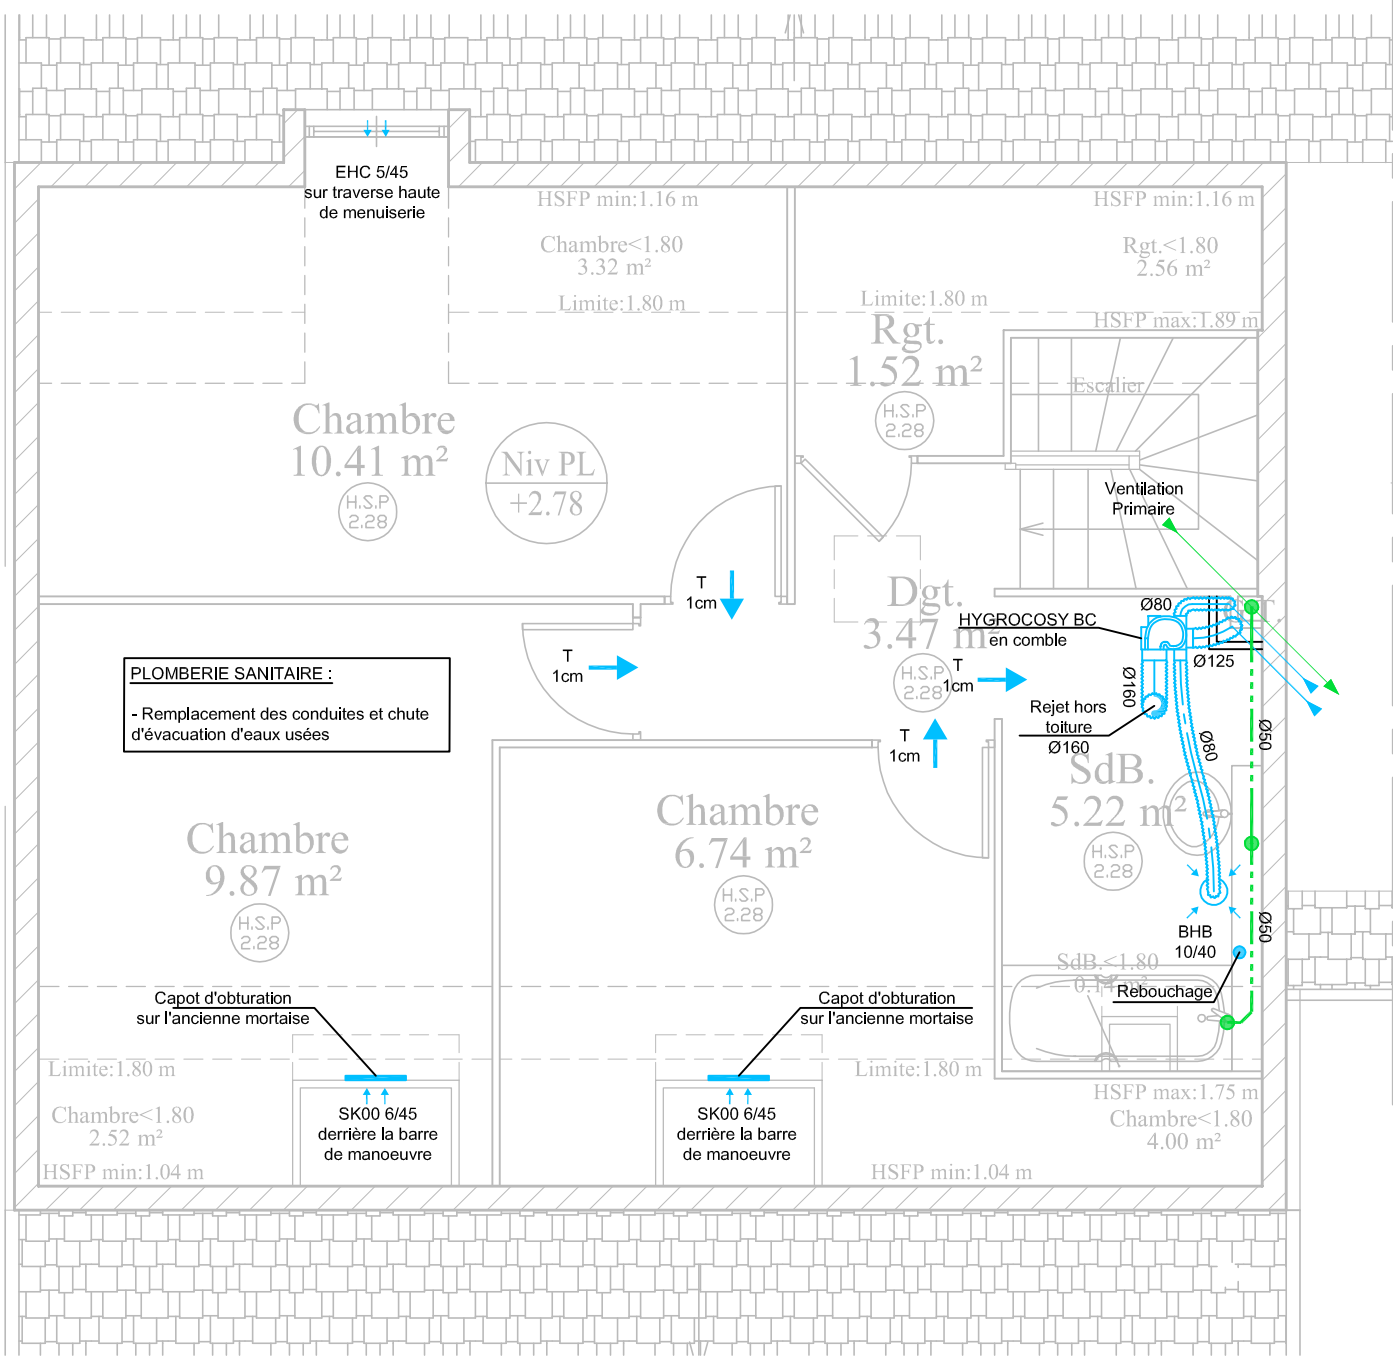 EHC 5/45
sur traverse haute
de menuiserie
HSFP min:1.16 m
Chambre<1.80
3.32 m²
Limite:1.80 m
HSFP min:1.16 m
Rgt.<1.80
2.56 m²
Limite:1.80 m
HSFP max:1.89 m
Rgt.
1.52 m²
H.S.P
2.28
Escalier
Chambre
10.41 m²
H.S.P
2.28
Niv PL
+2.78
Ventilation
Primaire
T
1cm
Dgt.
3.47 m²
H.S.P
2.28
HYGROCOSY BC
en comble
Ø80
Ø125
Ø160
T
1cm
T
1cm
Rejet hors
toiture
Ø160
PLOMBERIE SANITAIRE :
- Remplacement des conduites et chute
d'évacuation d'eaux usées
T
1cm
Ø80
Ø50
SdB.
5.22 m²
H.S.P
2.28
Chambre
9.87 m²
H.S.P
2.28
Chambre
6.74 m²
H.S.P
2.28
BHB
10/40
Ø50
SdB.<1.80
0.14 m²
Rebouchage
Capot d'obturation
sur l'ancienne mortaise
Capot d'obturation
sur l'ancienne mortaise
Limite:1.80 m
Limite:1.80 m
Chambre<1.80
2.52 m²
HSFP min:1.04 m
SK00 6/45
derrière la barre
de manoeuvre
SK00 6/45
derrière la barre
de manoeuvre
HSFP max:1.75 m
Chambre<1.80
4.00 m²
HSFP min:1.04 m